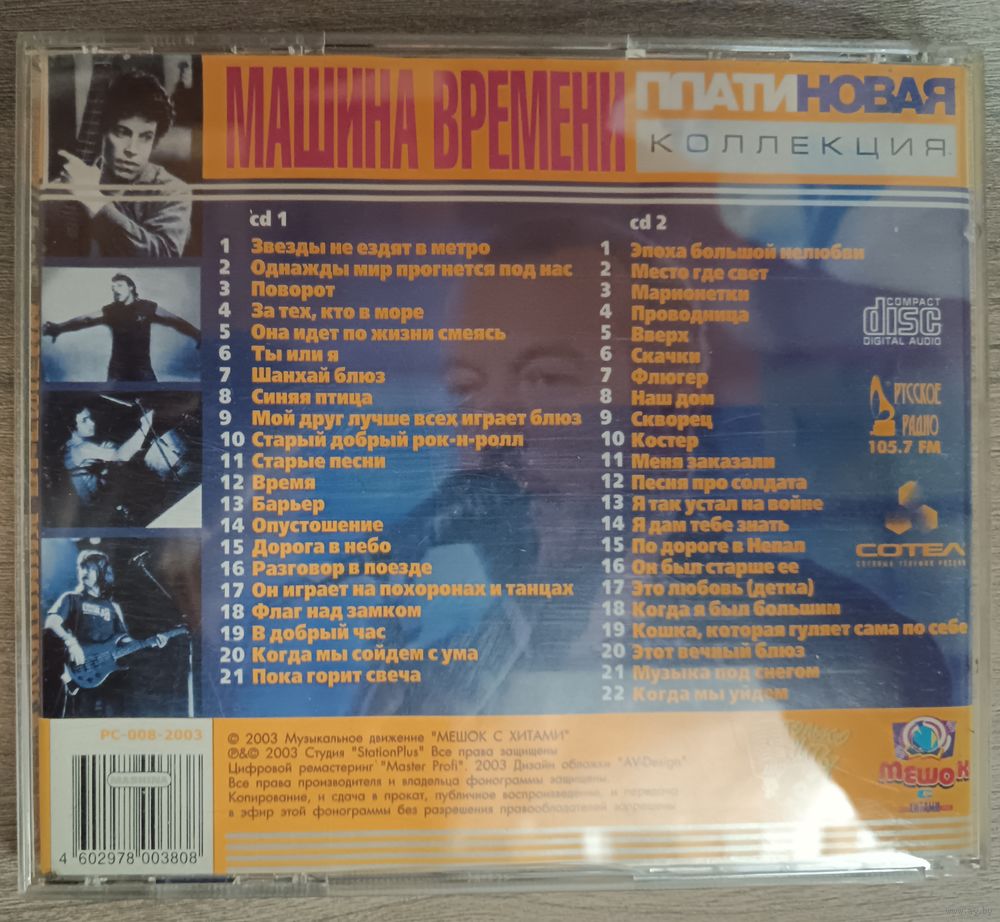 МАШИНА ВРЕМЕНИ
ПЛАТИНОВАЯ
КОЛЛЕКЦИЯ
cd 1
1 Звезды не ездят в метро
2 Однажды мир прогнется под нас
3 Поворот
4 За тех, кто в море
5 Она идет по жизни смеясь
6 Ты или я
7 Шанхай блюз
8 Синяя птица
9 Мой друг лучше всех играет блюз
10 Старый добрый рок-н-ролл
11 Старые песни
12 Время
13 Барьер
14 Опустошение
15 Дорога в небо
16 Разговор в поезде
17 Он играет на похоронах и танцах
18 Флаг над замком
19 В добрый час
20 Когда мы сойдем с ума
21 Пока горит свеча
cd 2
1 Эпоха большой нелюбви
2 Место где свет
3 Марионетки
4 Проводница
5 Вверх
6 Скачки
7 Флюгер
8 Наш дом
9 Скворец
10 Костер
11 Меня заказали
12 Песня про солдата
13 Я так устал на войне
14 Я дам тебе знать
15 По дороге в Непал
16 Он был старше ее
17 Это любовь (детка)
18 Когда я был большим
19 Кошка, которая гуляет сама по себе
20 Этот вечный блюз
21 Музыка под снегом
22 Когда мы уйдем
COMPACT
disc
DIGITAL AUDIO
РУССКОЕ
РАДИО
105.7 FM
СОТЕЛ
PC-008-2003
MASHINA
4 602978 003808
© 2003 Музыкальное движение "МЕШОК С ХИТАМИ"
℗&© 2003 Студия "StationPlus" Все права защищены
Цифровой ремастеринг "Master Profi". 2003 Дизайн обложки "AV-Design"
Все права производителя и владельца фонограммы защищены.
Копирование, и сдача в прокат, публичное воспроизведение, и передача
в эфир этой фонограммы без разрешения правообладателей запрещены
МЕШОК
С
ХИТАМИ